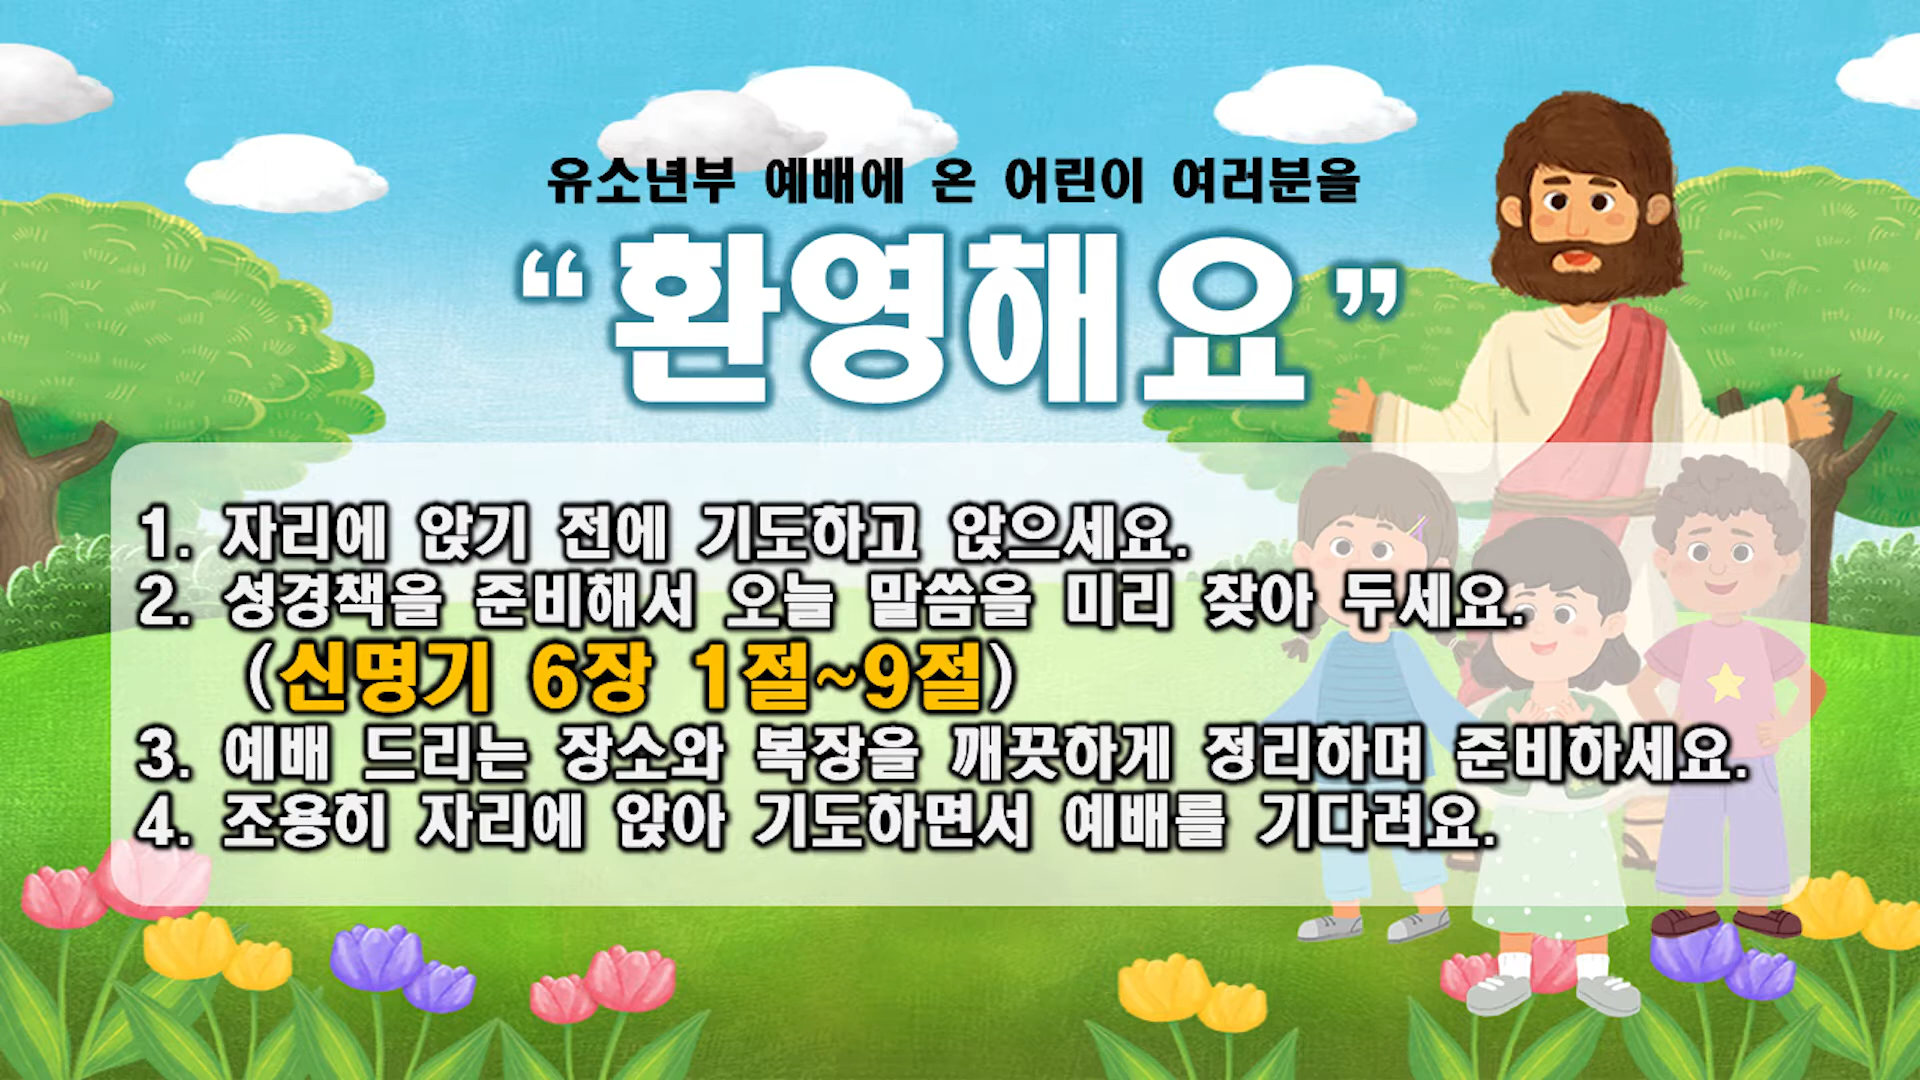 유소년부 예배에 온 어린이 여러분을
“환영해요”
1. 자리에 앉기 전에 기도하고 앉으세요.
2. 성경책을 준비해서 오늘 말씀을 미리 찾아 두세요.
(신명기 6장 1절~9절)
3. 예배 드리는 장소와 복장을 깨끗하게 정리하며 준비하세요.
4. 조용히 자리에 앉아 기도하면서 예배를 기다려요.